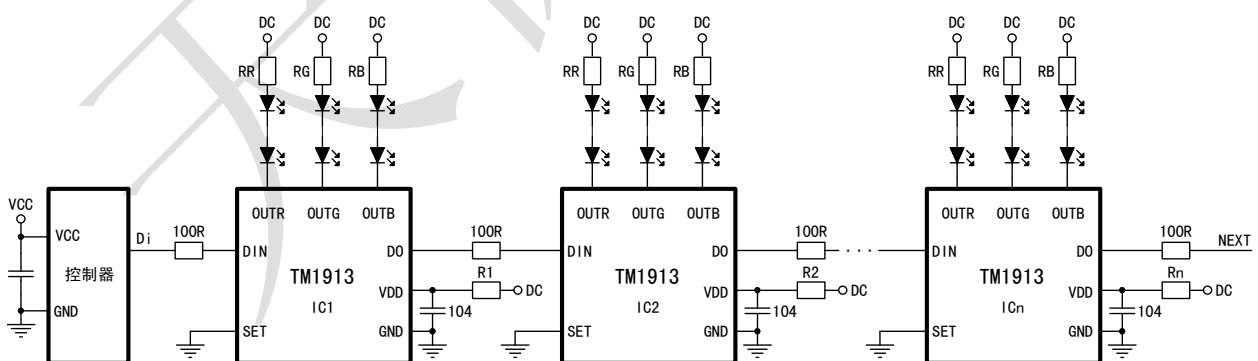 DC DC DC DC DC DC DC DC DC
RR RG RB RR RG RB RR RG RB
VCC
OUTR OUTG OUTB OUTR OUTG OUTB OUTR OUTG OUTB
VCC Di 100R DIN DO 100R DIN DO 100R ··· DIN DO 100R NEXT
控制器 TM1913 TM1913 TM1913
R1 R2 Rn
VDD DC VDD DC VDD DC
IC1 IC2 ICn
GND 104 104 104
SET GND SET GND SET GND